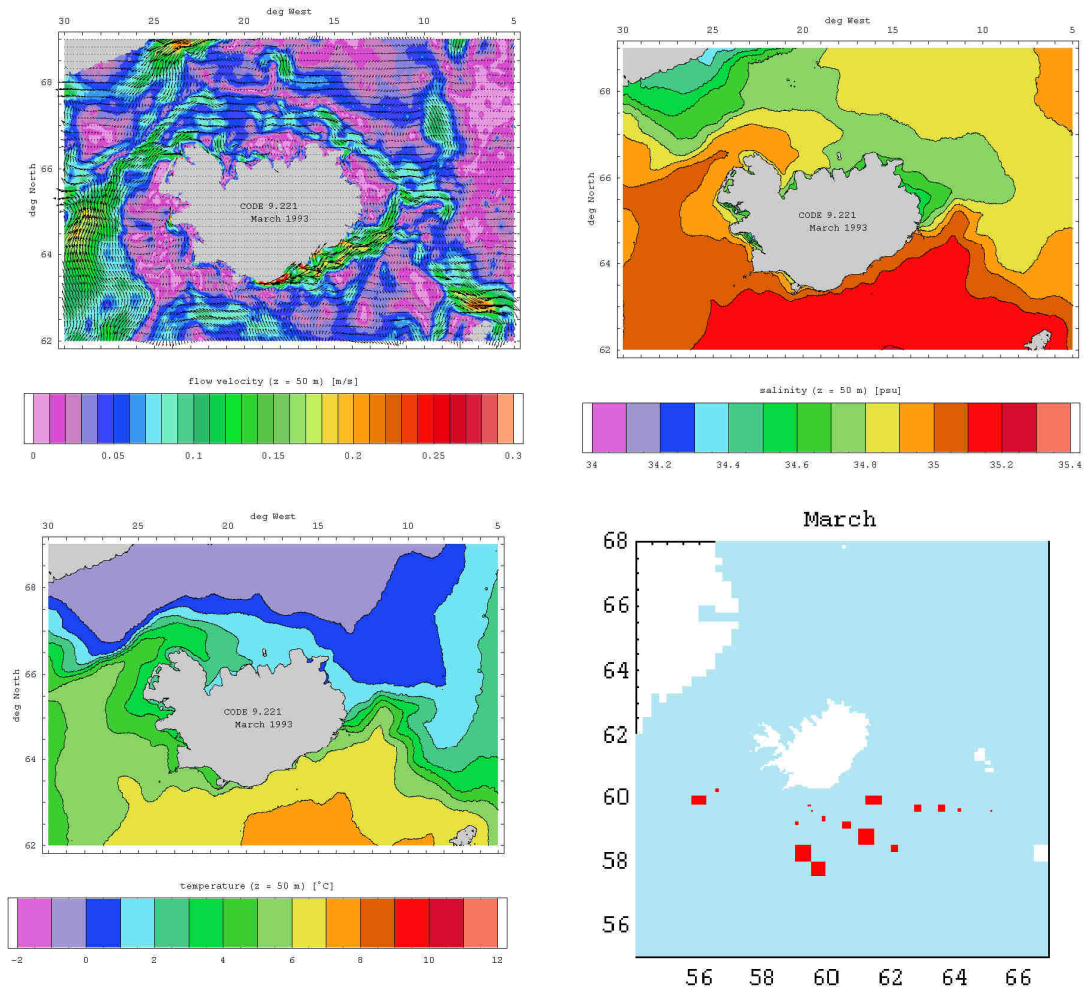 deg West
30 25 20 15 10 5
68
66
64
62
deg North
CODE 9.221
March 1993
flow velocity (z = 50 m) [m/s]
0 0.05 0.1 0.15 0.2 0.25 0.3
deg West
30 25 20 15 10 5
68
66
64
62
deg North
CODE 9.221
March 1993
salinity (z = 50 m) [psu]
34 34.2 34.4 34.6 34.8 35 35.2 35.4
deg West
30 25 20 15 10 5
68
66
64
62
deg North
CODE 9.221
March 1993
temperature (z = 50 m) [°C]
-2 0 2 4 6 8 10 12
March
68
66
64
62
60
58
56
56 58 60 62 64 66